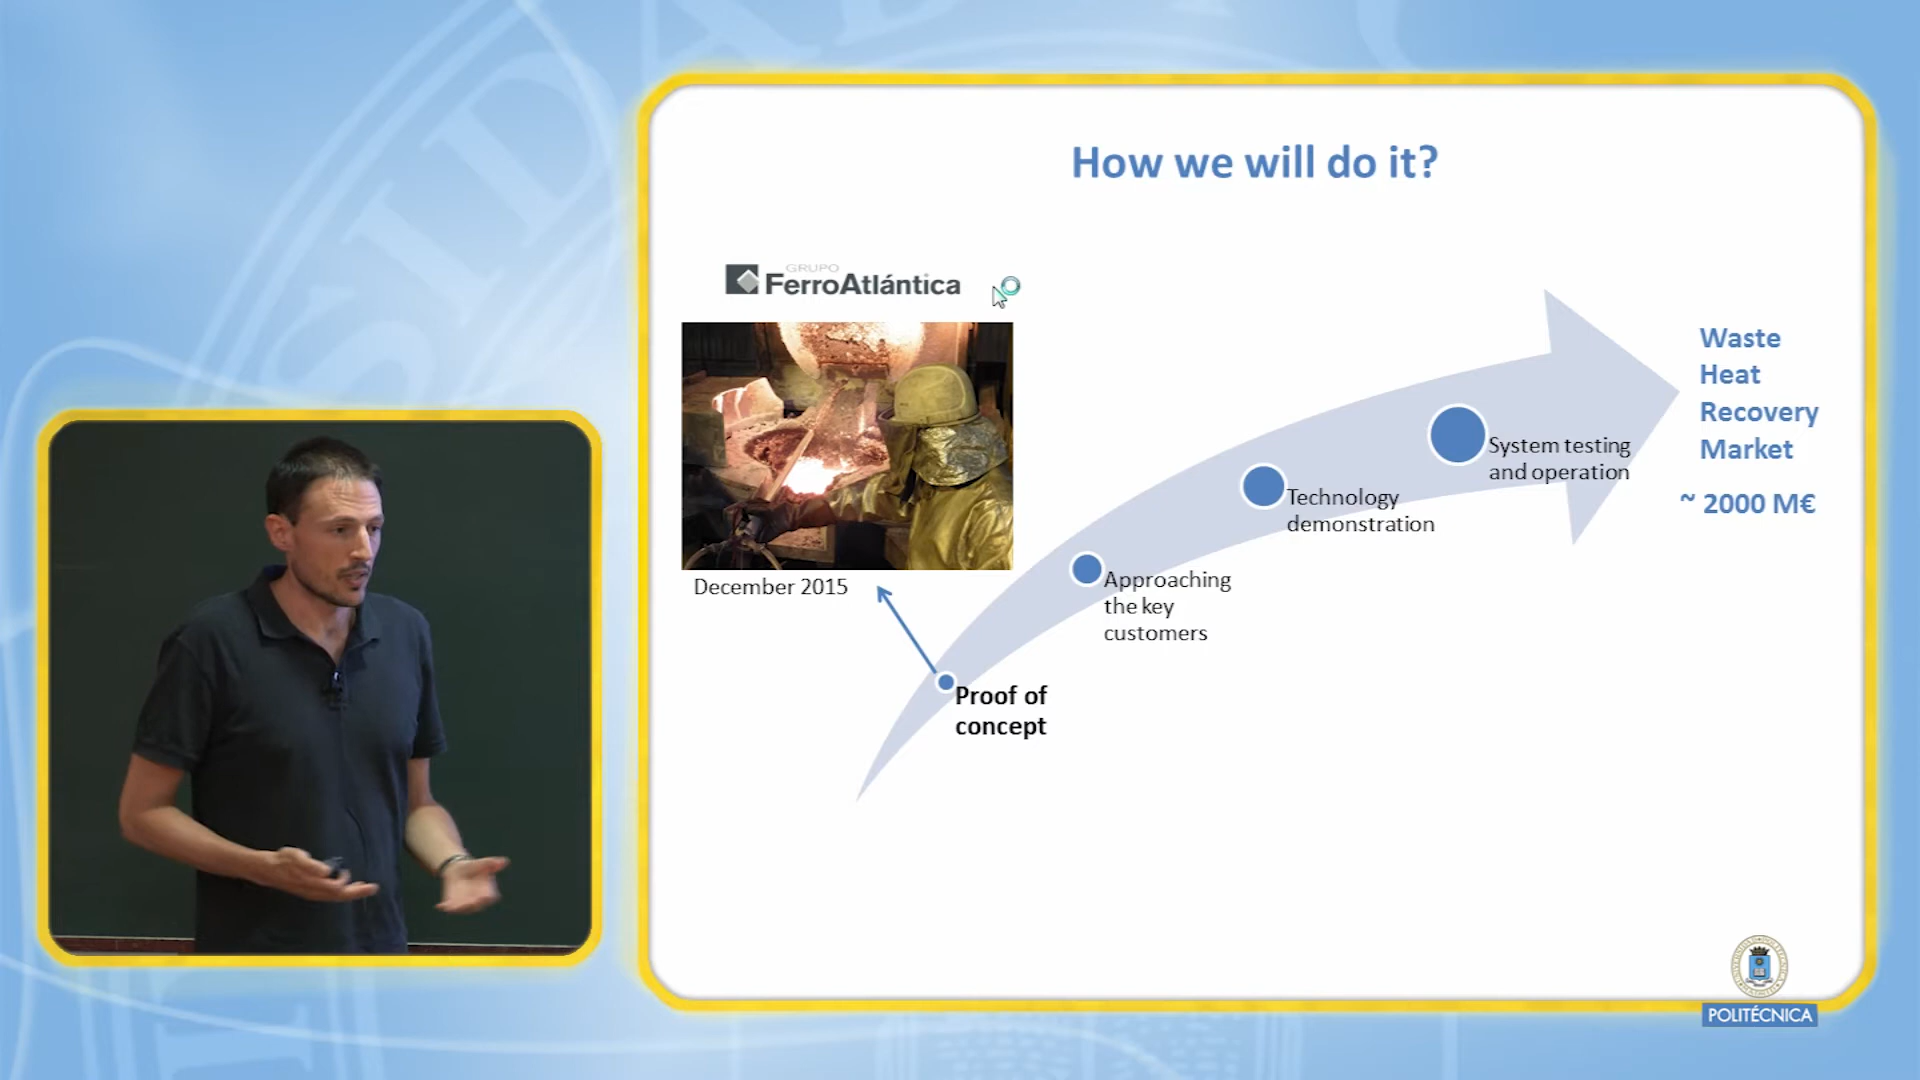 How we will do it?
GRUPO
FerroAtlántica
December 2015
Proof of
concept
Approaching
the key
customers
Technology
demonstration
System testing
and operation
Waste
Heat
Recovery
Market
~ 2000 M€
POLITÉCNICA